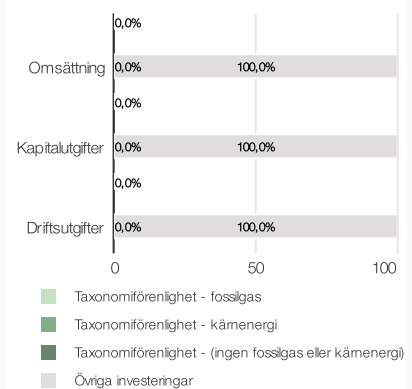 0,0%
Omsättning 0,0% 100,0%
0,0%
Kapitalutgifter 0,0% 100,0%
0,0%
Driftsutgifter 0,0% 100,0%
0 50 100
Taxonomiförenlighet - fossilgas
Taxonomiförenlighet - kärnenergi
Taxonomiförenlighet - (ingen fossilgas eller kärnenergi)
Övriga investeringar